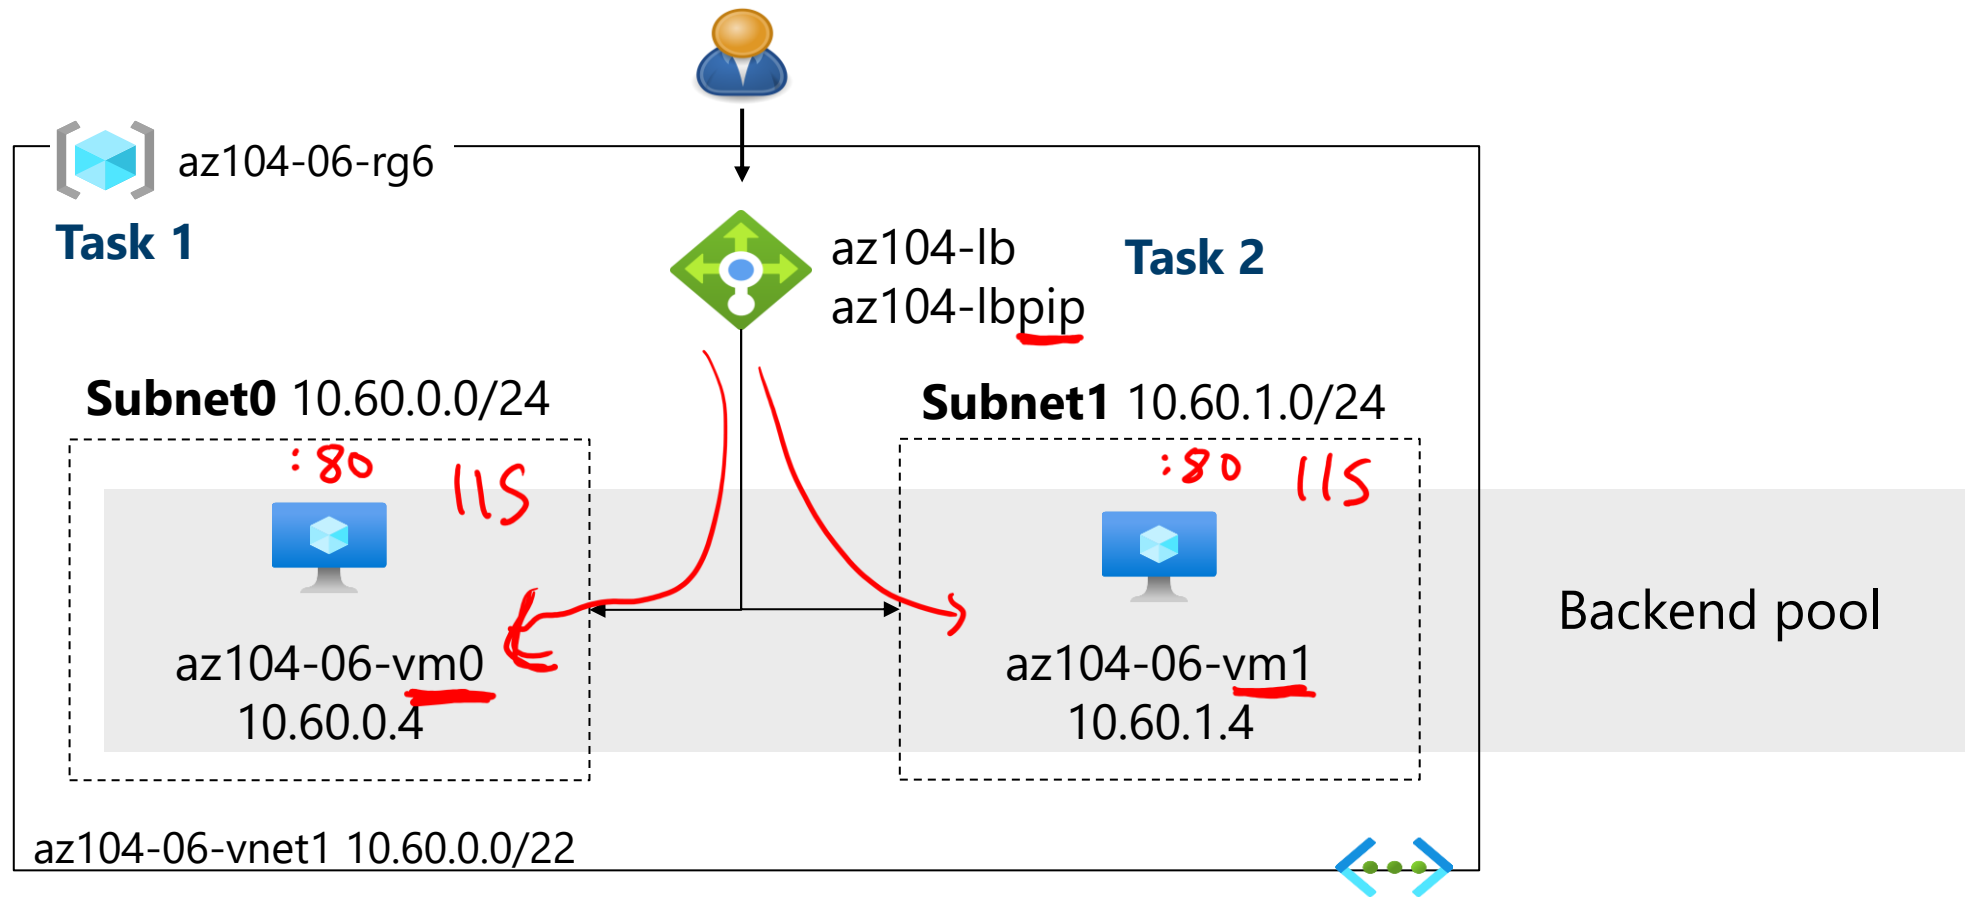 az104-06-rg6
Task 1
az104-lb
az104-lbpip
Task 2
Subnet0 10.60.0.0/24
Subnet1 10.60.1.0/24
:80 IIS
:80 IIS
az104-06-vm0
10.60.0.4
az104-06-vm1
10.60.1.4
Backend pool
az104-06-vnet1 10.60.0.0/22